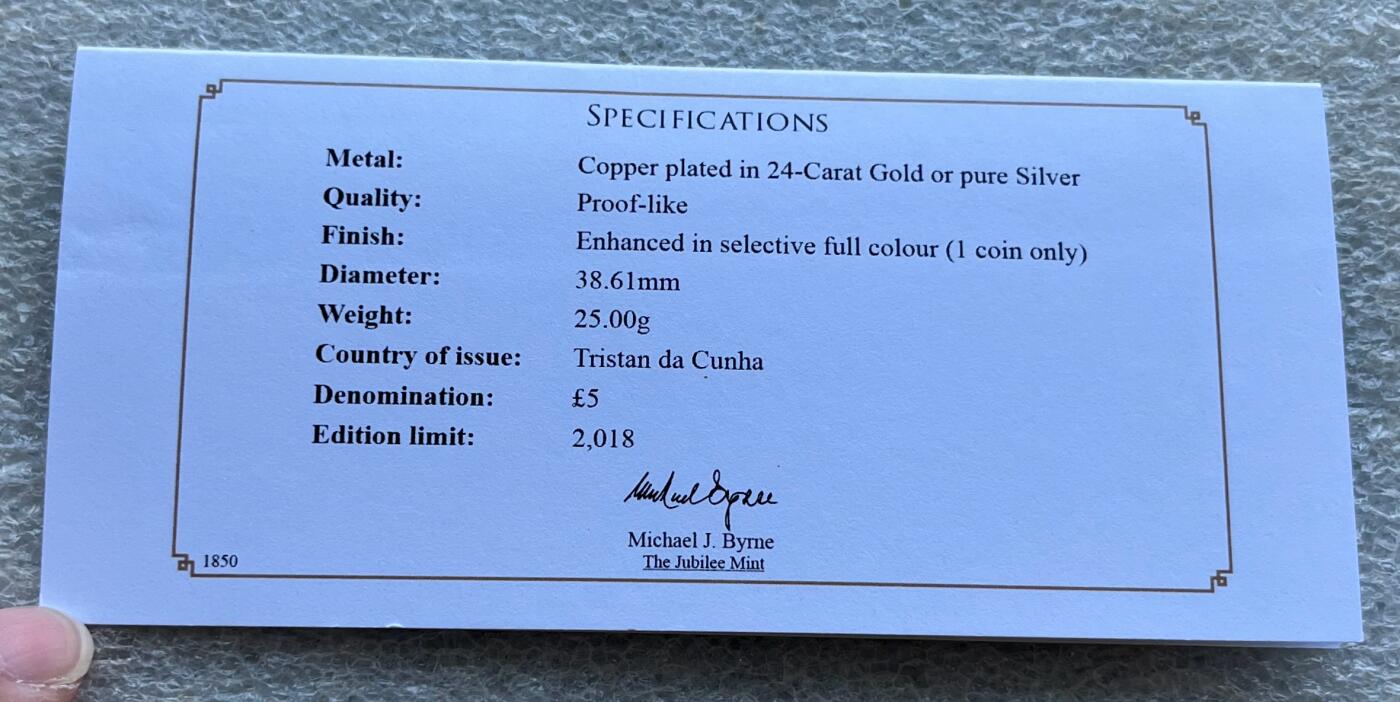 SPECIFICATIONS
Metal: Copper plated in 24-Carat Gold or pure Silver
Quality: Proof-like
Finish: Enhanced in selective full colour (1 coin only)
Diameter: 38.61mm
Weight: 25.00g
Country of issue: Tristan da Cunha
Denomination: £5
Edition limit: 2,018
Michael Byrne
Michael J. Byrne
The Jubilee Mint
1850